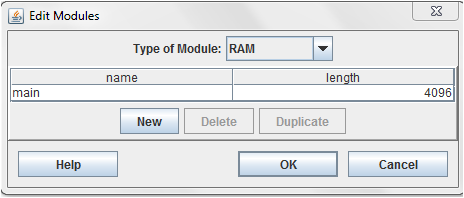 Edit Modules
Type of Module: RAM
name length
main 4096
New Delete Duplicate
Help OK Cancel